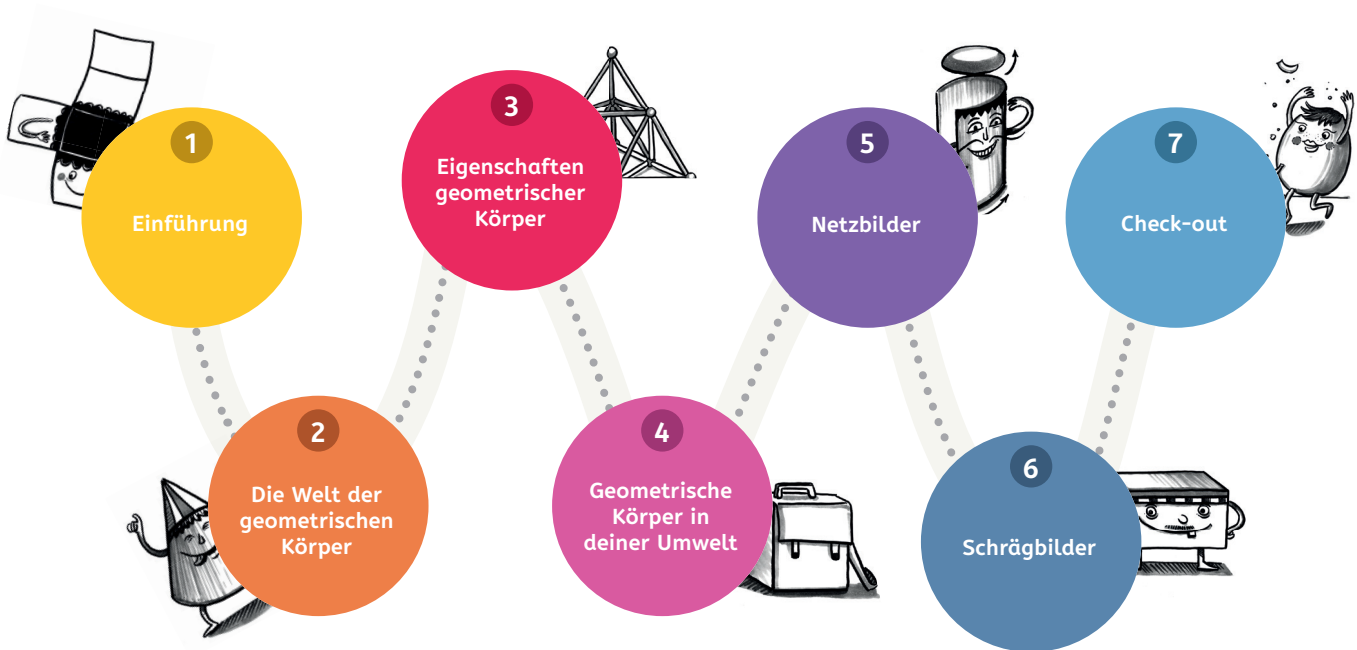 1
Einführung
2
Die Welt der
geometrischen
Körper
3
Eigenschaften
geometrischer
Körper
4
Geometrische
Körper in
deiner Umwelt
5
Netzbilder
6
Schrägbilder
7
Check-out